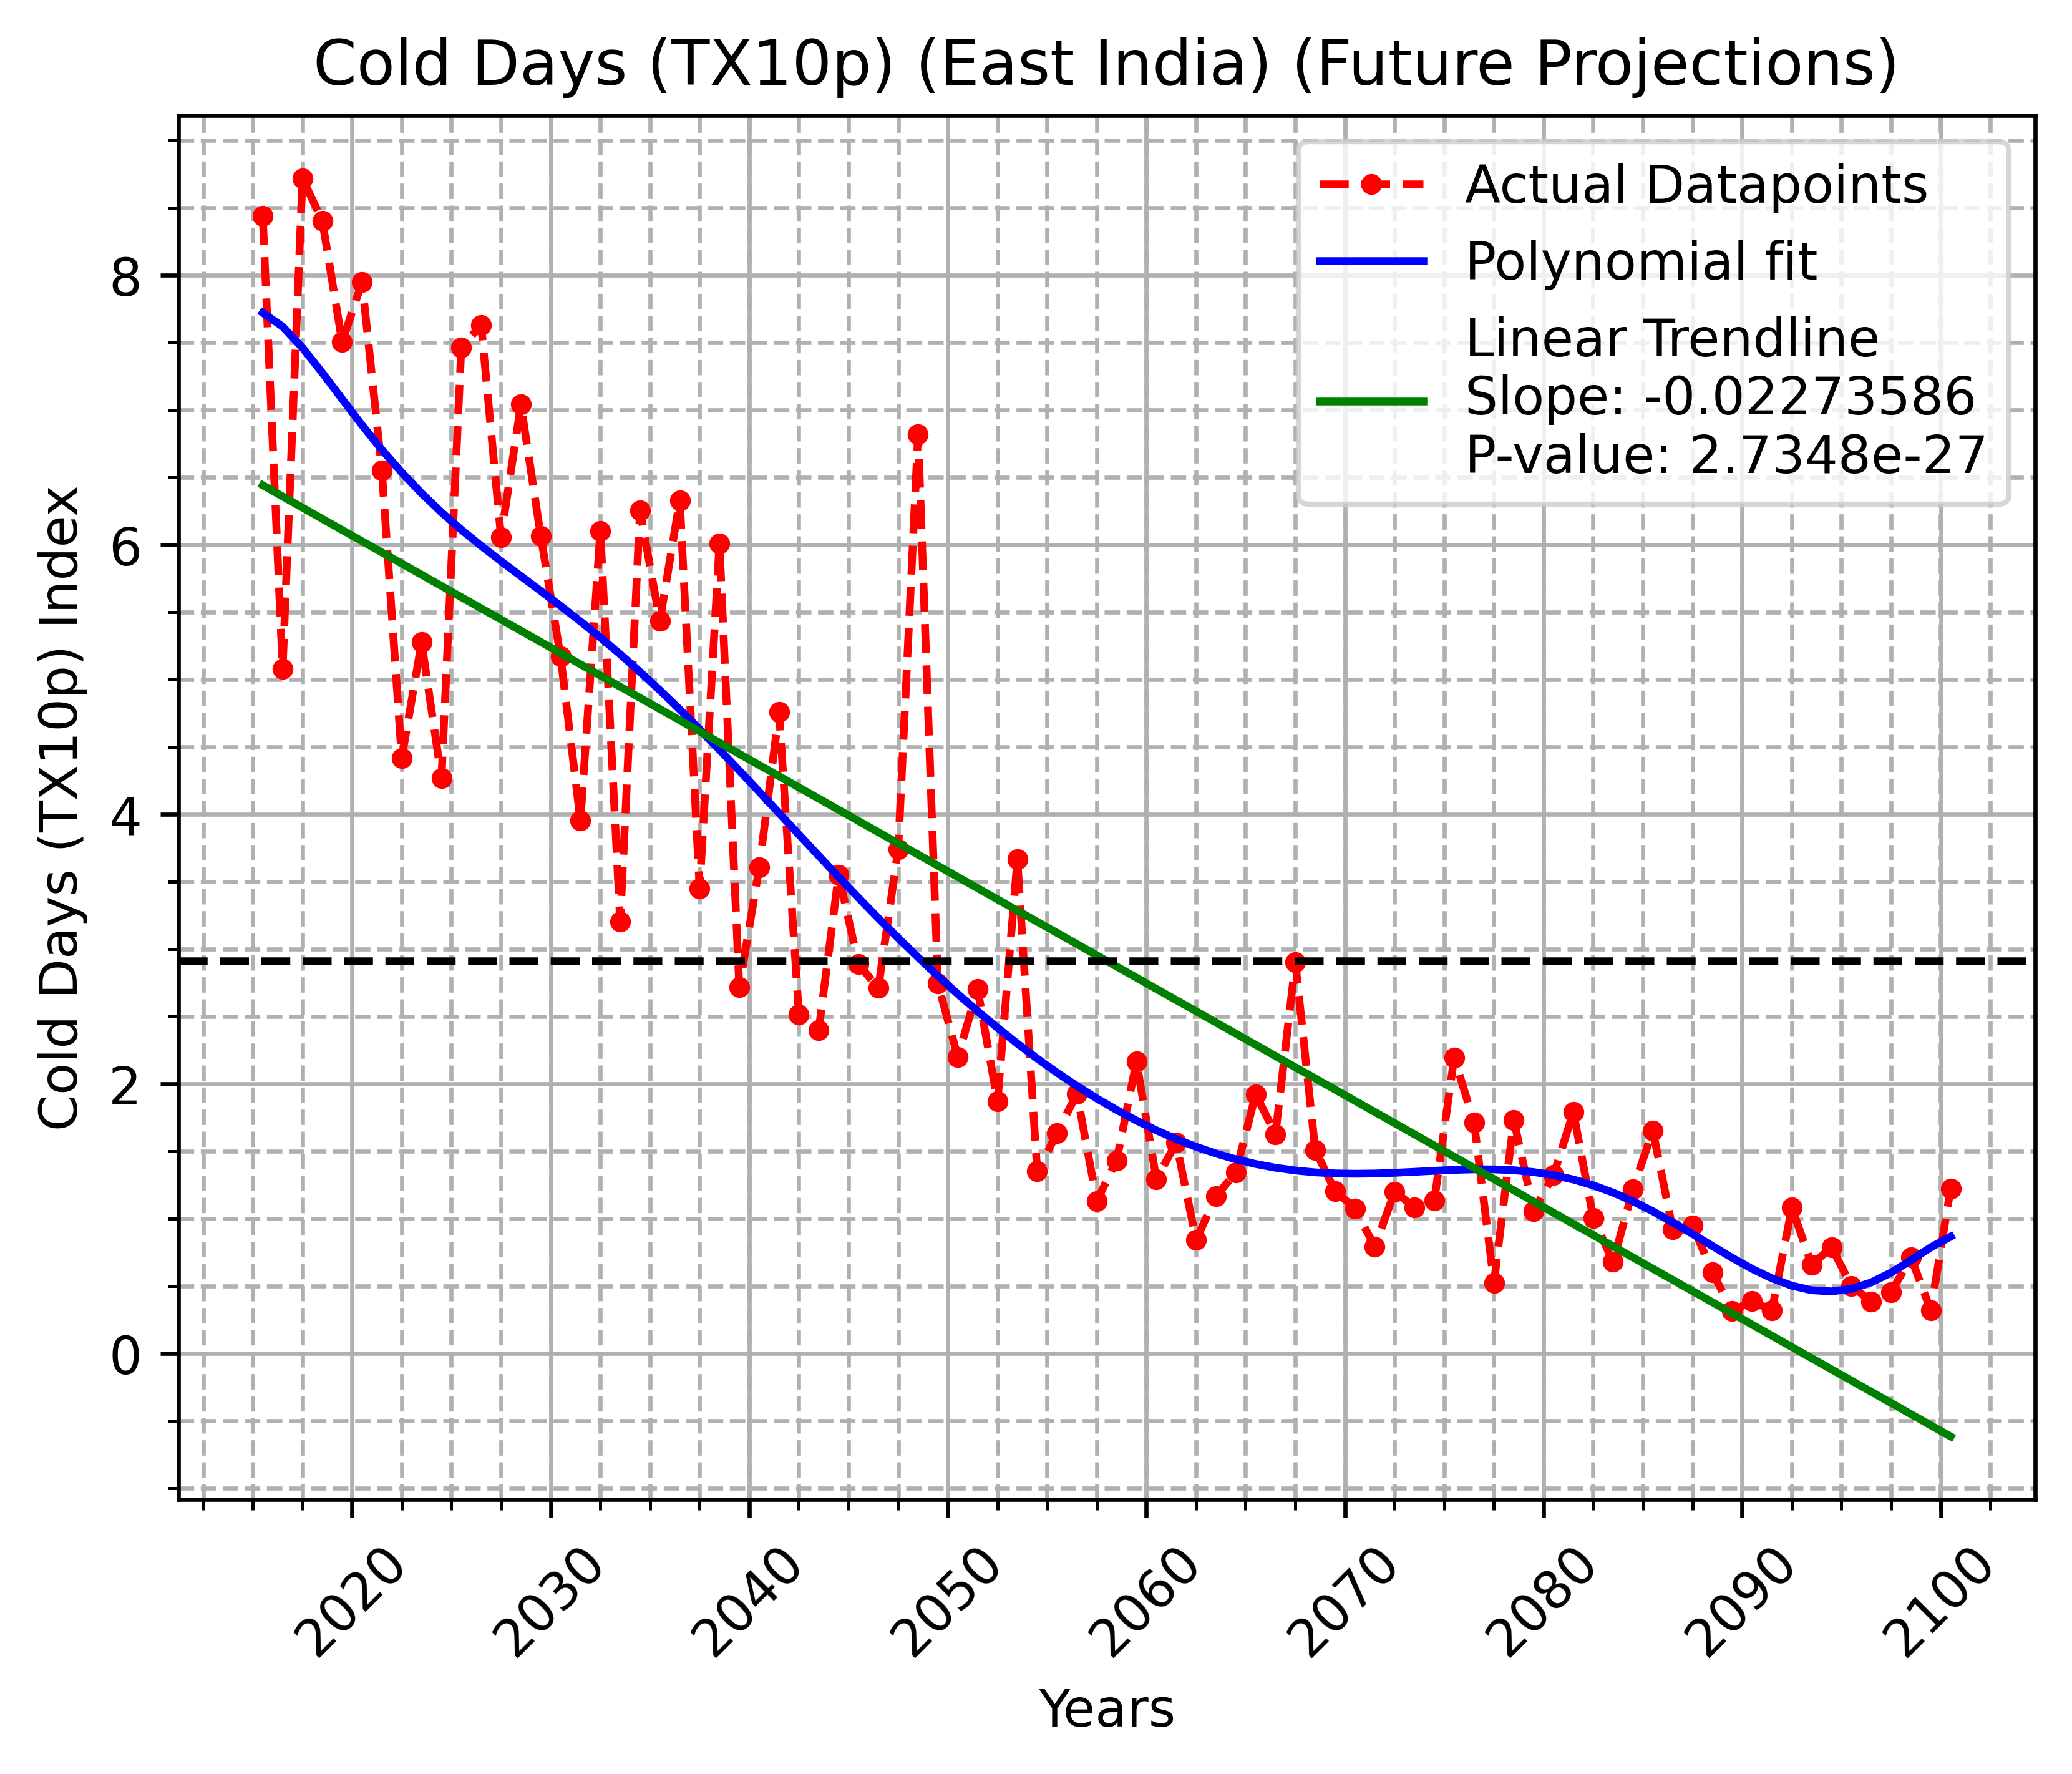 Cold Days (TX10p) (East India) (Future Projections)
Actual Datapoints
Polynomial fit
Linear Trendline
Slope: -0.02273586
P-value: 2.7348e-27
Cold Days (TX10p) Index
8
6
4
2
0
2020
2030
2040
2050
2060
2070
2080
2090
2100
Years